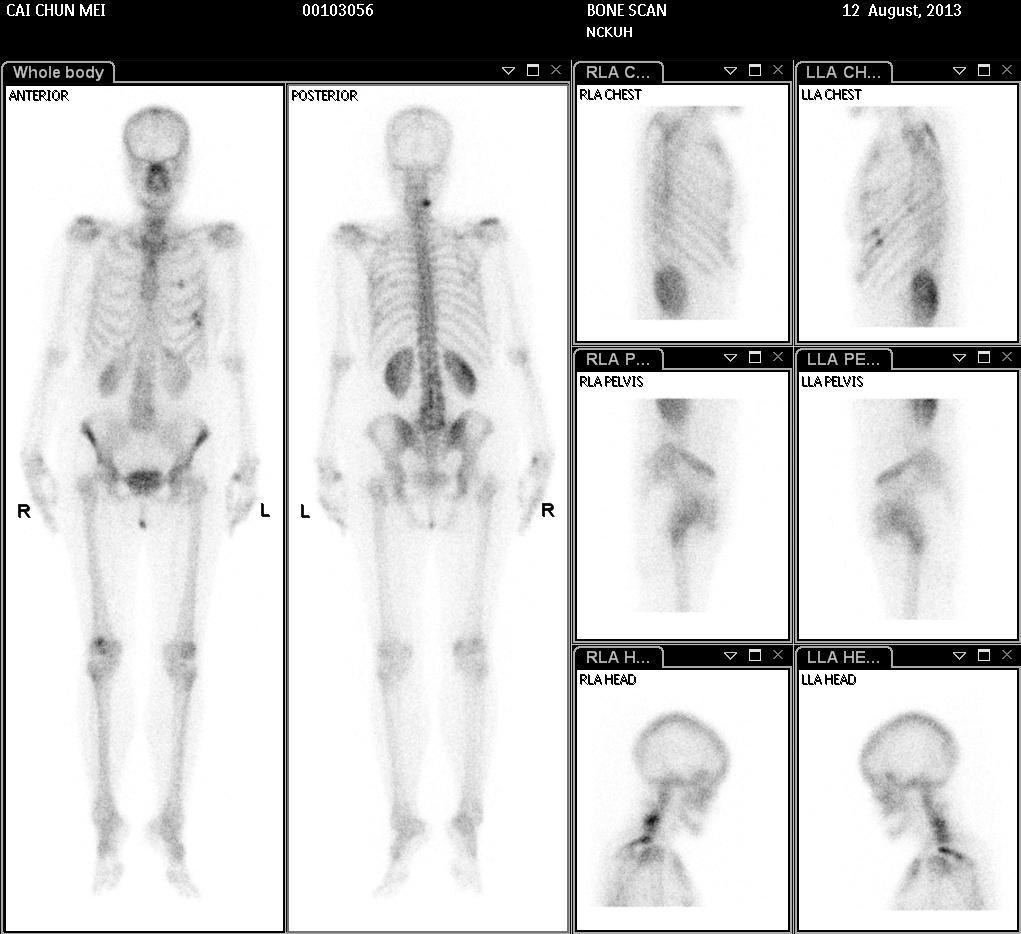 CAI CHUN MEI 00103056 BONE SCAN 12 August, 2013
NCKUH
Whole body
ANTERIOR
POSTERIOR
R L L R
RLA C...
RLA CHEST
LLA CH...
LLA CHEST
RLA P...
RLA PELVIS
LLA PE...
LLA PELVIS
RLA H...
RLA HEAD
LLA HE...
LLA HEAD